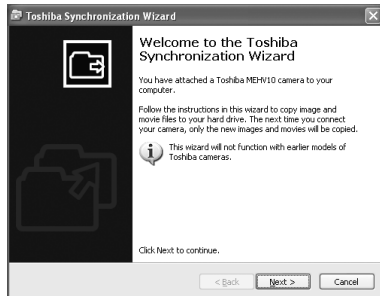 Toshiba Synchronization Wizard
Welcome to the Toshiba
Synchronization Wizard
You have attached a Toshiba MEHV10 camera to your
computer.
Follow the instructions in this wizard to copy image and
movie files to your hard drive. The next time you connect
your camera, only the new images and movies will be copied.
This wizard will not function with earlier models of
Toshiba cameras.
Click Next to continue.
< Back
Next >
Cancel